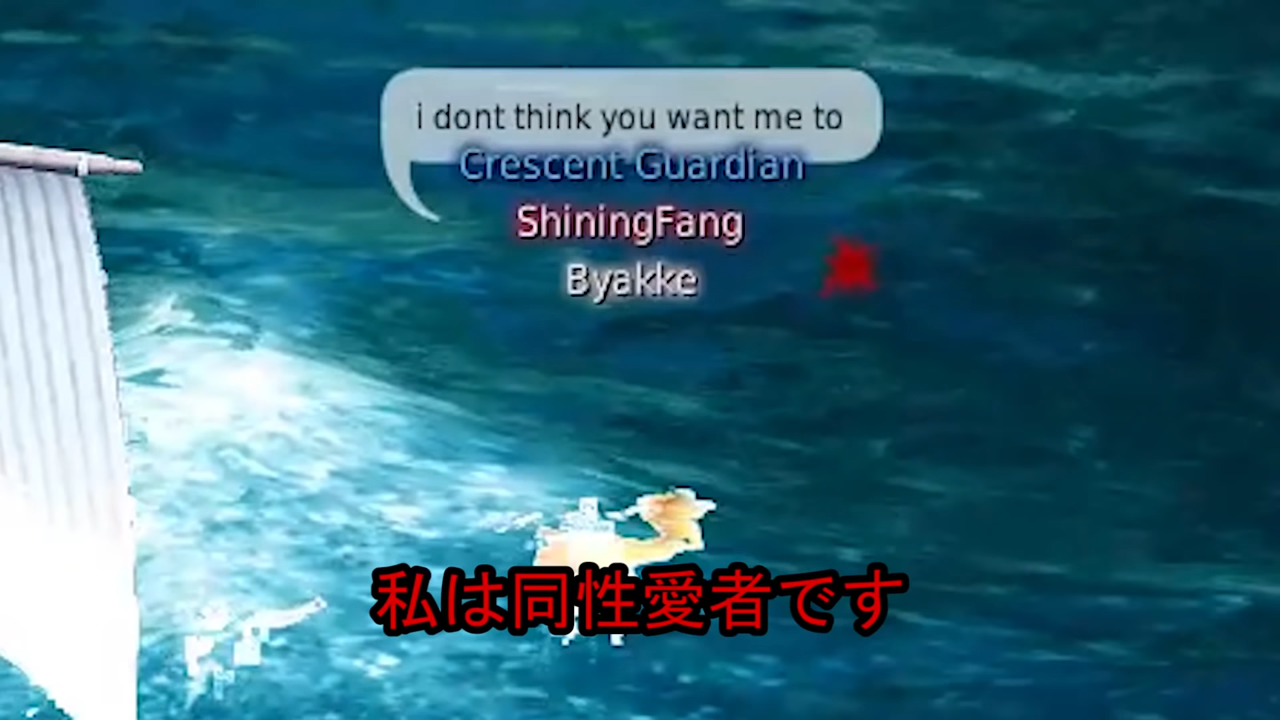 i dont think you want me to
Crescent Guardian
ShiningFang
Byakke
私は同性愛者です